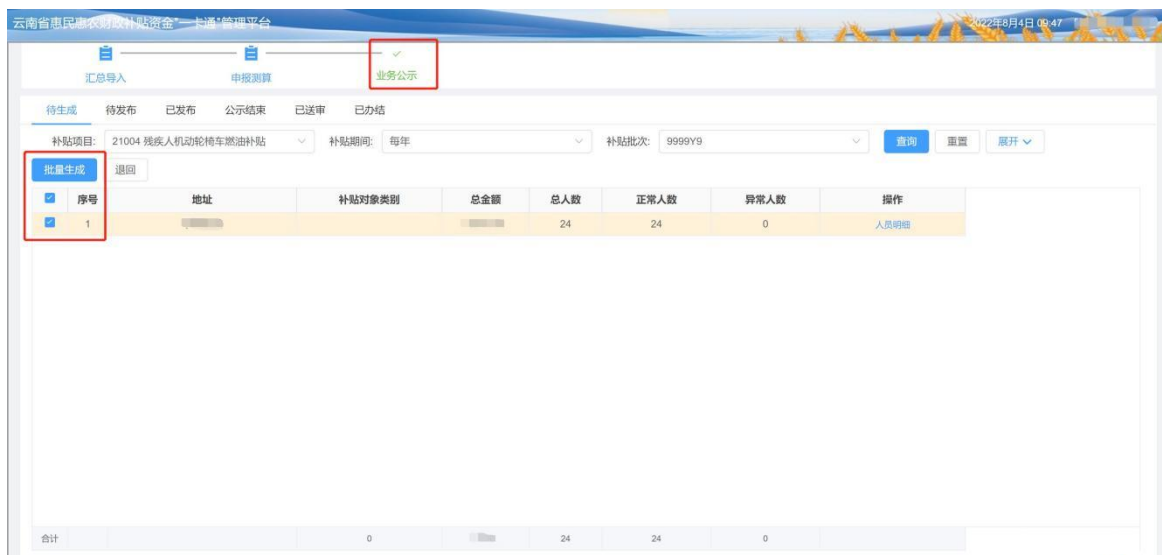 云南省惠民惠农财政补贴资金“一卡通”管理平台 2022年8月4日 09:47
汇总导入 申报测算 业务公示
待生成 待发布 已发布 公示结束 已送审 已办结
补贴项目: 21004 残疾人机动轮椅车燃油补贴 补贴期间: 每年 补贴批次: 9999Y9 查询 重置 展开
批量生成 退回
序号 地址 补贴对象类别 总金额 总人数 正常人数 异常人数 操作
1 24 24 0 人员明细
合计 0 24 24 0